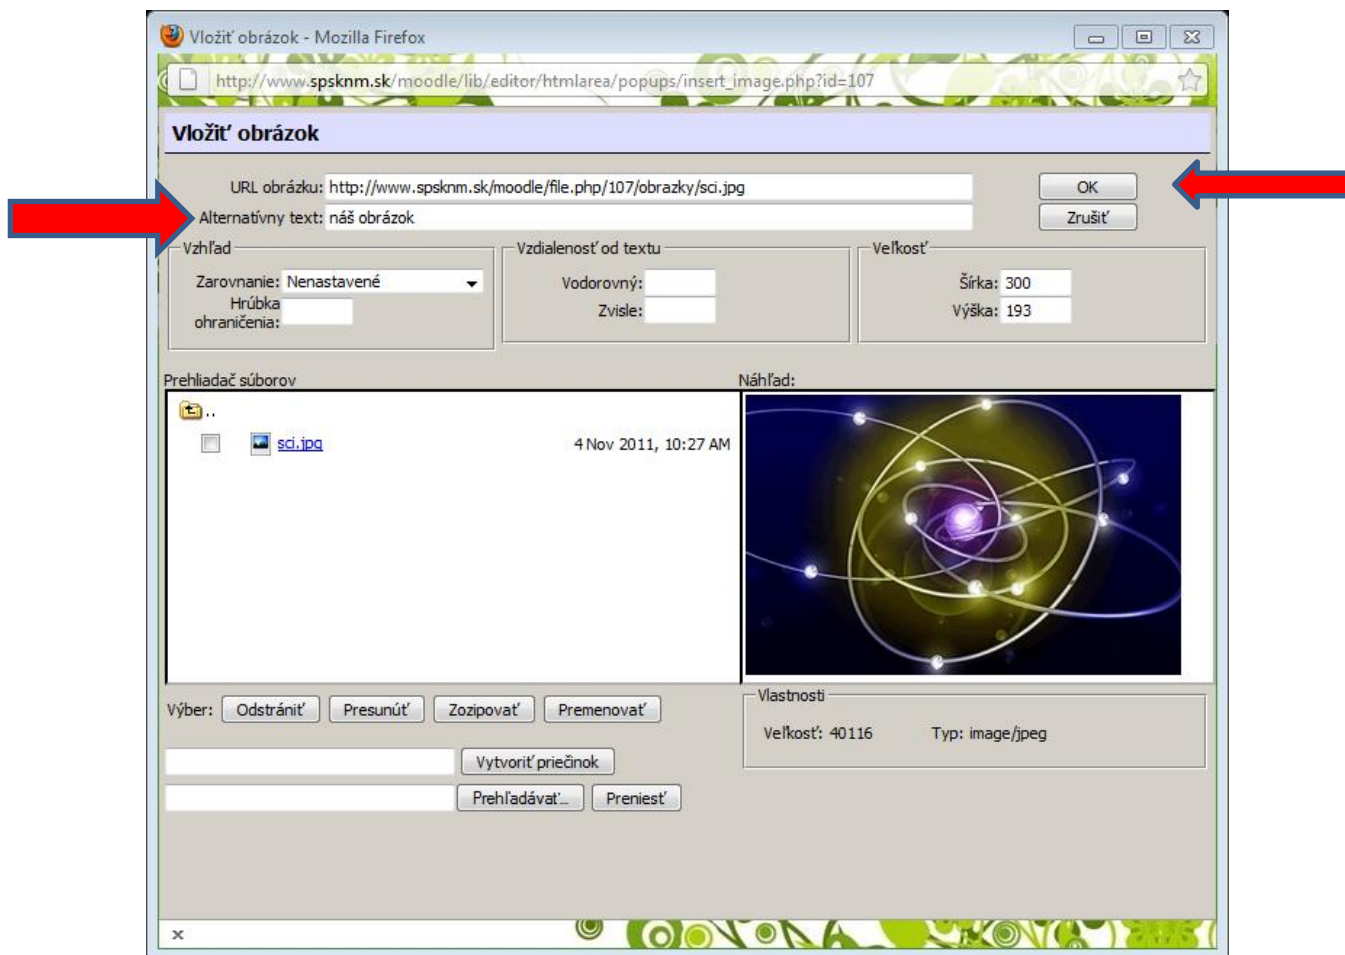 Vložiť obrázok - Mozilla Firefox
http://www.spsknm.sk/moodle/lib/editor/htmlarea/popups/insert_image.php?id=107
Vložiť obrázok
URL obrázku: http://www.spsknm.sk/moodle/file.php/107/obrazky/sci.jpg OK
Alternatívny text: náš obrázok Zrušiť
Vzhľad Vzdialenosť od textu Veľkosť
Zarovnanie: Nenastavené Vodorovný: Šírka: 300
Hrúbka
ohraničenia: Zvisle: Výška: 193
Prehliadač súborov Náhľad:
..
sci.jpg 4 Nov 2011, 10:27 AM
Výber: Odstrániť Presunúť Zozipovať Premenovať Vlastnosti
Veľkosť: 40116 Typ: image/jpeg
Vytvoriť priečinok
Prehľadávať... Preniesť
x